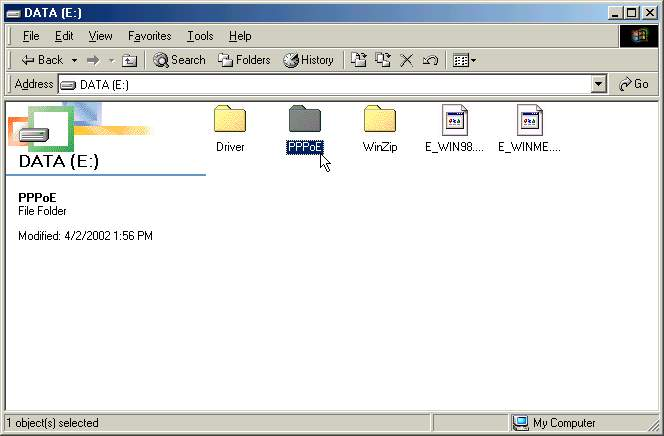 DATA (E:)
File Edit View Favorites Tools Help
Back Search Folders History
Address DATA (E:) Go
DATA (E:)
Driver PPPoE WinZip E_WIN98.... E_WINME....
PPPoE
File Folder
Modified: 4/2/2002 1:56 PM
1 object(s) selected My Computer